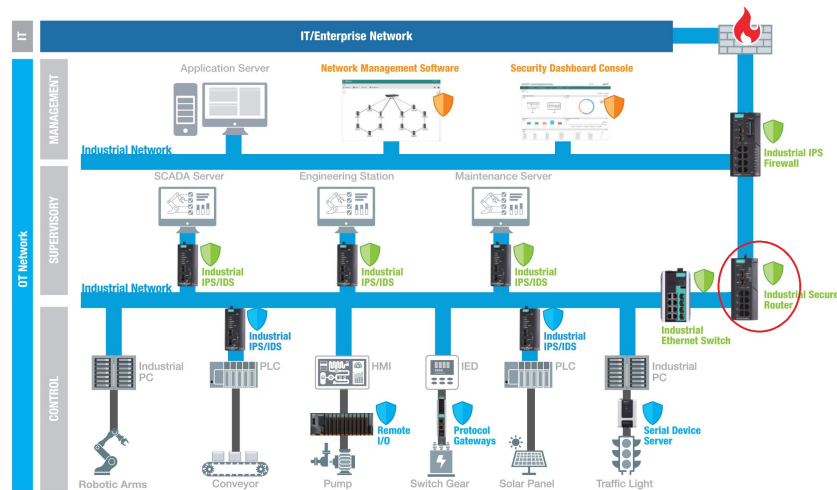 IT
IT/Enterprise Network
OT Network
MANAGEMENT
Application Server
Network Management Software
Security Dashboard Console
Industrial Network
Industrial IPS
Firewall
SUPERVISORY
SCADA Server
Engineering Station
Maintenance Server
Industrial
IPS/IDS
Industrial
IPS/IDS
Industrial
IPS/IDS
Industrial Network
Industrial
Ethernet Switch
Industrial Secure
Router
CONTROL
Industrial
PC
Industrial
IPS/IDS
PLC
HMI
IED
Industrial
IPS/IDS
PLC
Industrial
PC
Remote
I/O
Protocol
Gateways
Serial Device
Server
Robotic Arms
Conveyor
Pump
Switch Gear
Solar Panel
Traffic Light